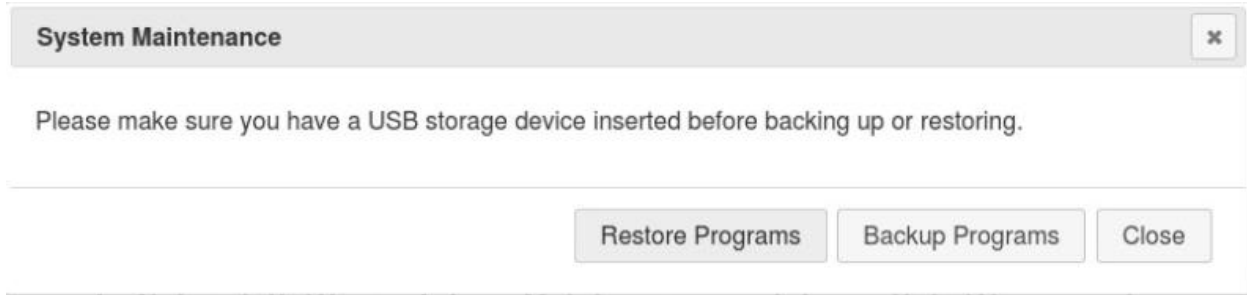 System Maintenance
Please make sure you have a USB storage device inserted before backing up or restoring.
Restore Programs Backup Programs Close